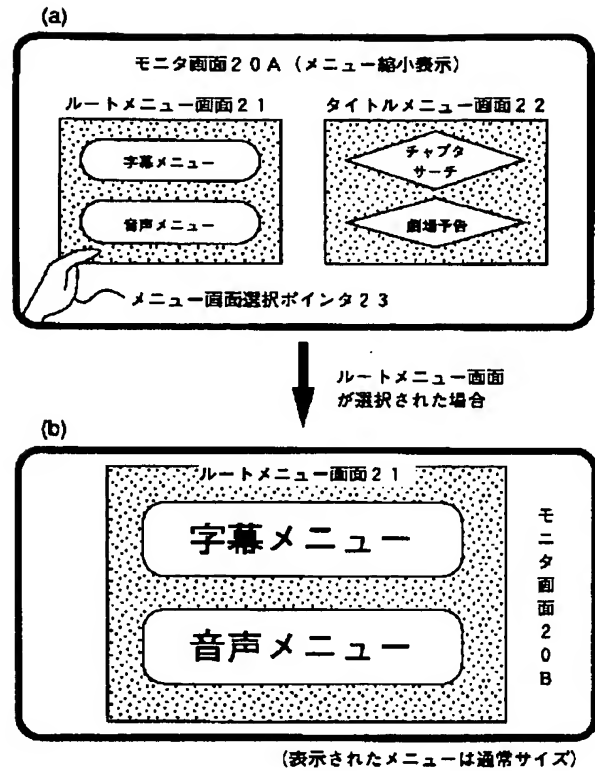 (a)
モニタ画面20A(メニュー縮小表示)
ルートメニュー画面21
タイトルメニュー画面22
字幕メニュー
音声メニュー
チャプタ
サーチ
劇場予告
メニュー画面選択ポインタ23
ルートメニュー画面
が選択された場合
(b)
ルートメニュー画面21
字幕メニュー
音声メニュー
モニタ画面20B
(表示されたメニューは通常サイズ)